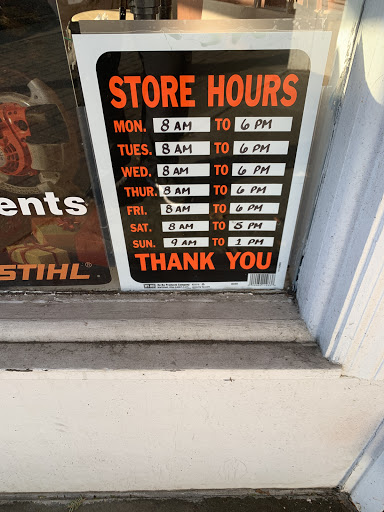 STORE HOURS
MON. 8 AM TO 6 PM
TUES. 8 AM TO 6 PM
WED. 8 AM TO 6 PM
THUR. 8 AM TO 6 PM
FRI. 8 AM TO 6 PM
SAT. 8 AM TO 5 PM
SUN. 9 AM TO 1 PM
THANK YOU
ents
STIHL